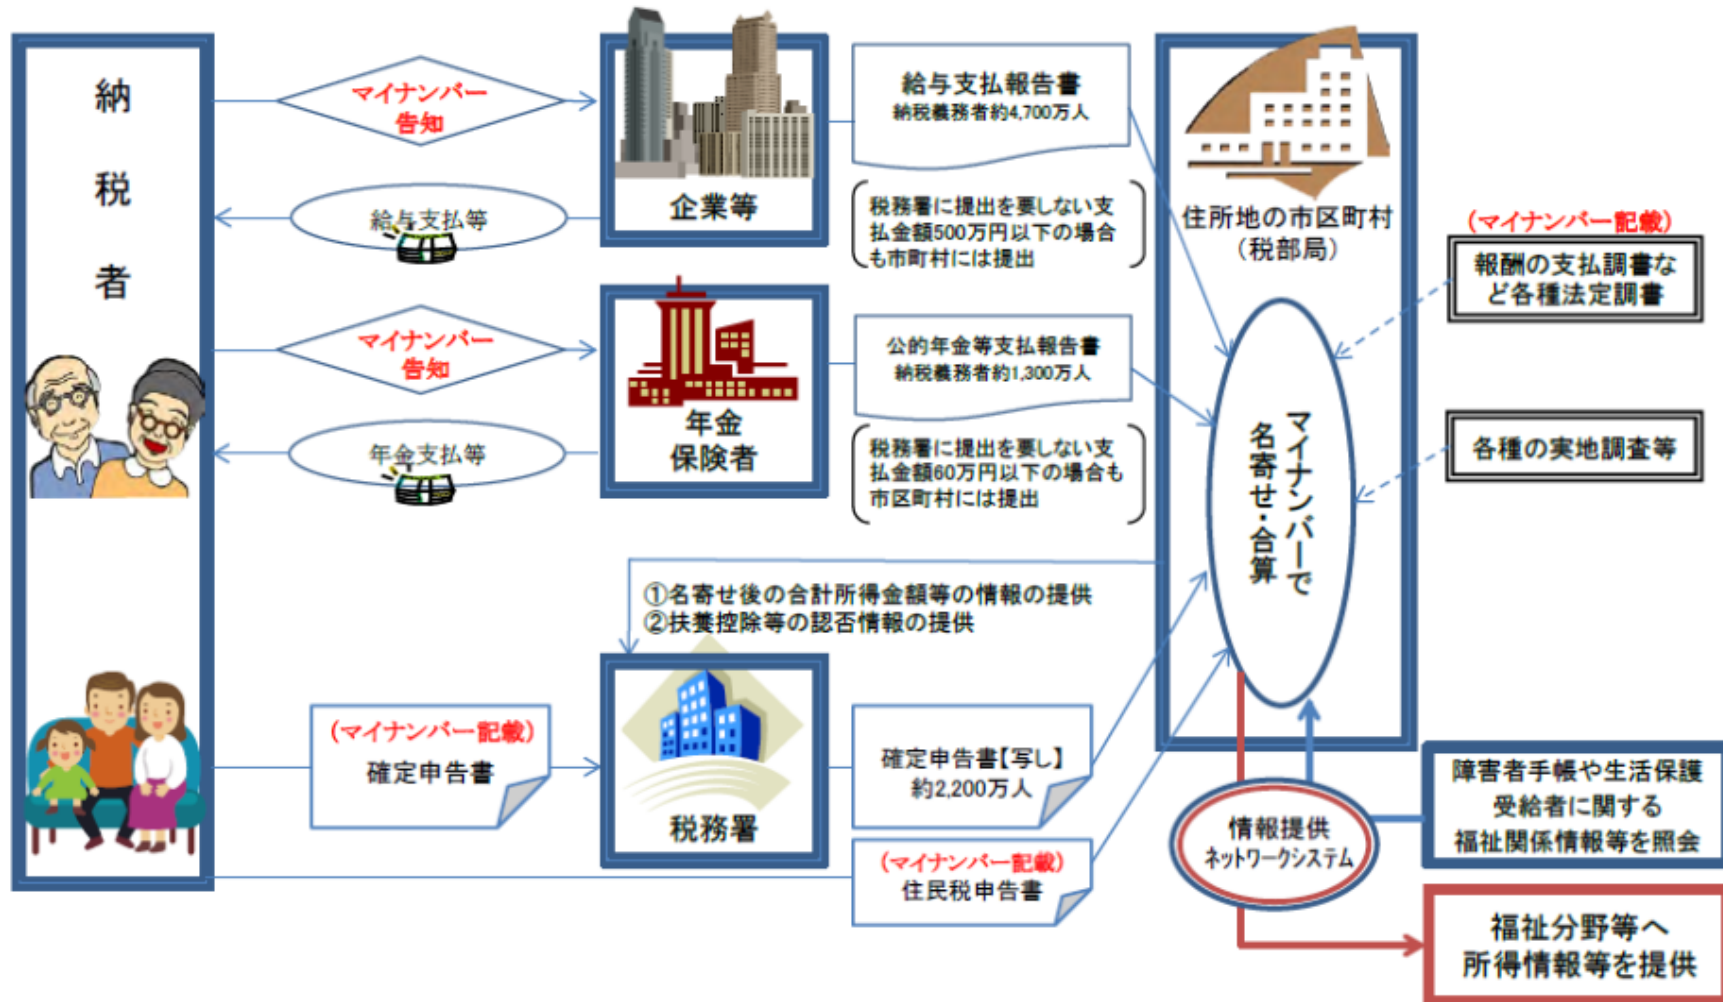 納税者
マイナンバー
告知
給与支払等
マイナンバー
告知
年金支払等
企業等
年金
保険者
給与支払報告書
納税義務者約4,700万人
税務署に提出を要しない支
払金額500万円以下の場合
も市町村には提出
公的年金等支払報告書
納税義務者約1,300万人
税務署に提出を要しない支
払金額60万円以下の場合も
市区町村には提出
①名寄せ後の合計所得金額等の情報の提供
②扶養控除等の認否情報の提供
(マイナンバー記載)
確定申告書
税務署
確定申告書【写し】
約2,200万人
(マイナンバー記載)
住民税申告書
住所地の市区町村
(税部局)
マイナンバーで
名寄せ・合算
(マイナンバー記載)
報酬の支払調書な
ど各種法定調書
各種の実地調査等
情報提供
ネットワークシステム
障害者手帳や生活保護
受給者に関する
福祉関係情報等を照会
福祉分野等へ
所得情報等を提供